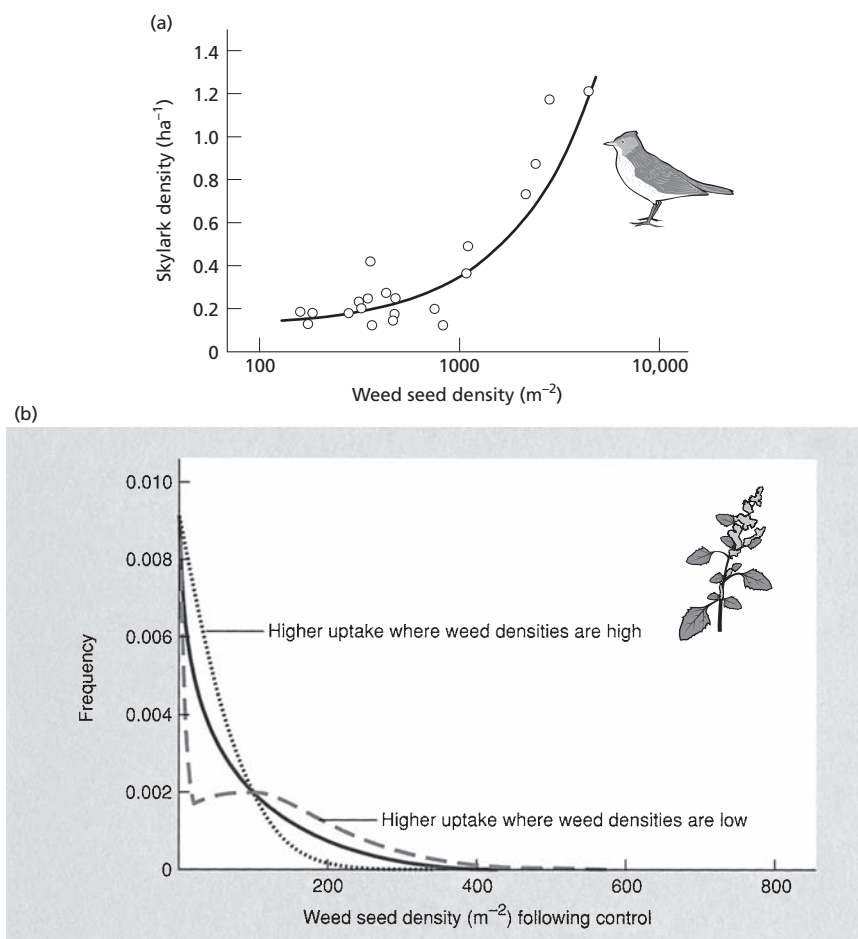 (a)
1.4
1.2
1.0
0.8
0.6
0.4
0.2
0
Skylark density (ha⁻¹)
100
1000
10,000
Weed seed density (m⁻²)
(b)
0.010
0.008
0.006
0.004
0.002
0
Frequency
Higher uptake where weed densities are high
Higher uptake where weed densities are low
200
400
600
800
Weed seed density (m⁻²) following control